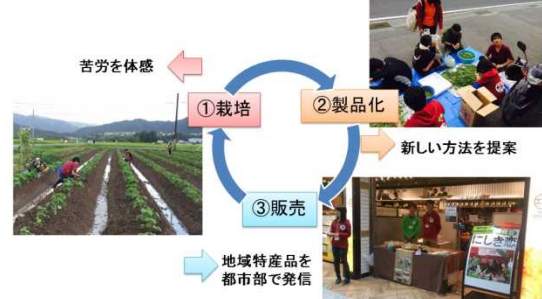 苦労を体感
①栽培
②製品化
新しい方法を提案
③販売
地域特産品を
都市部で発信
にしき恋